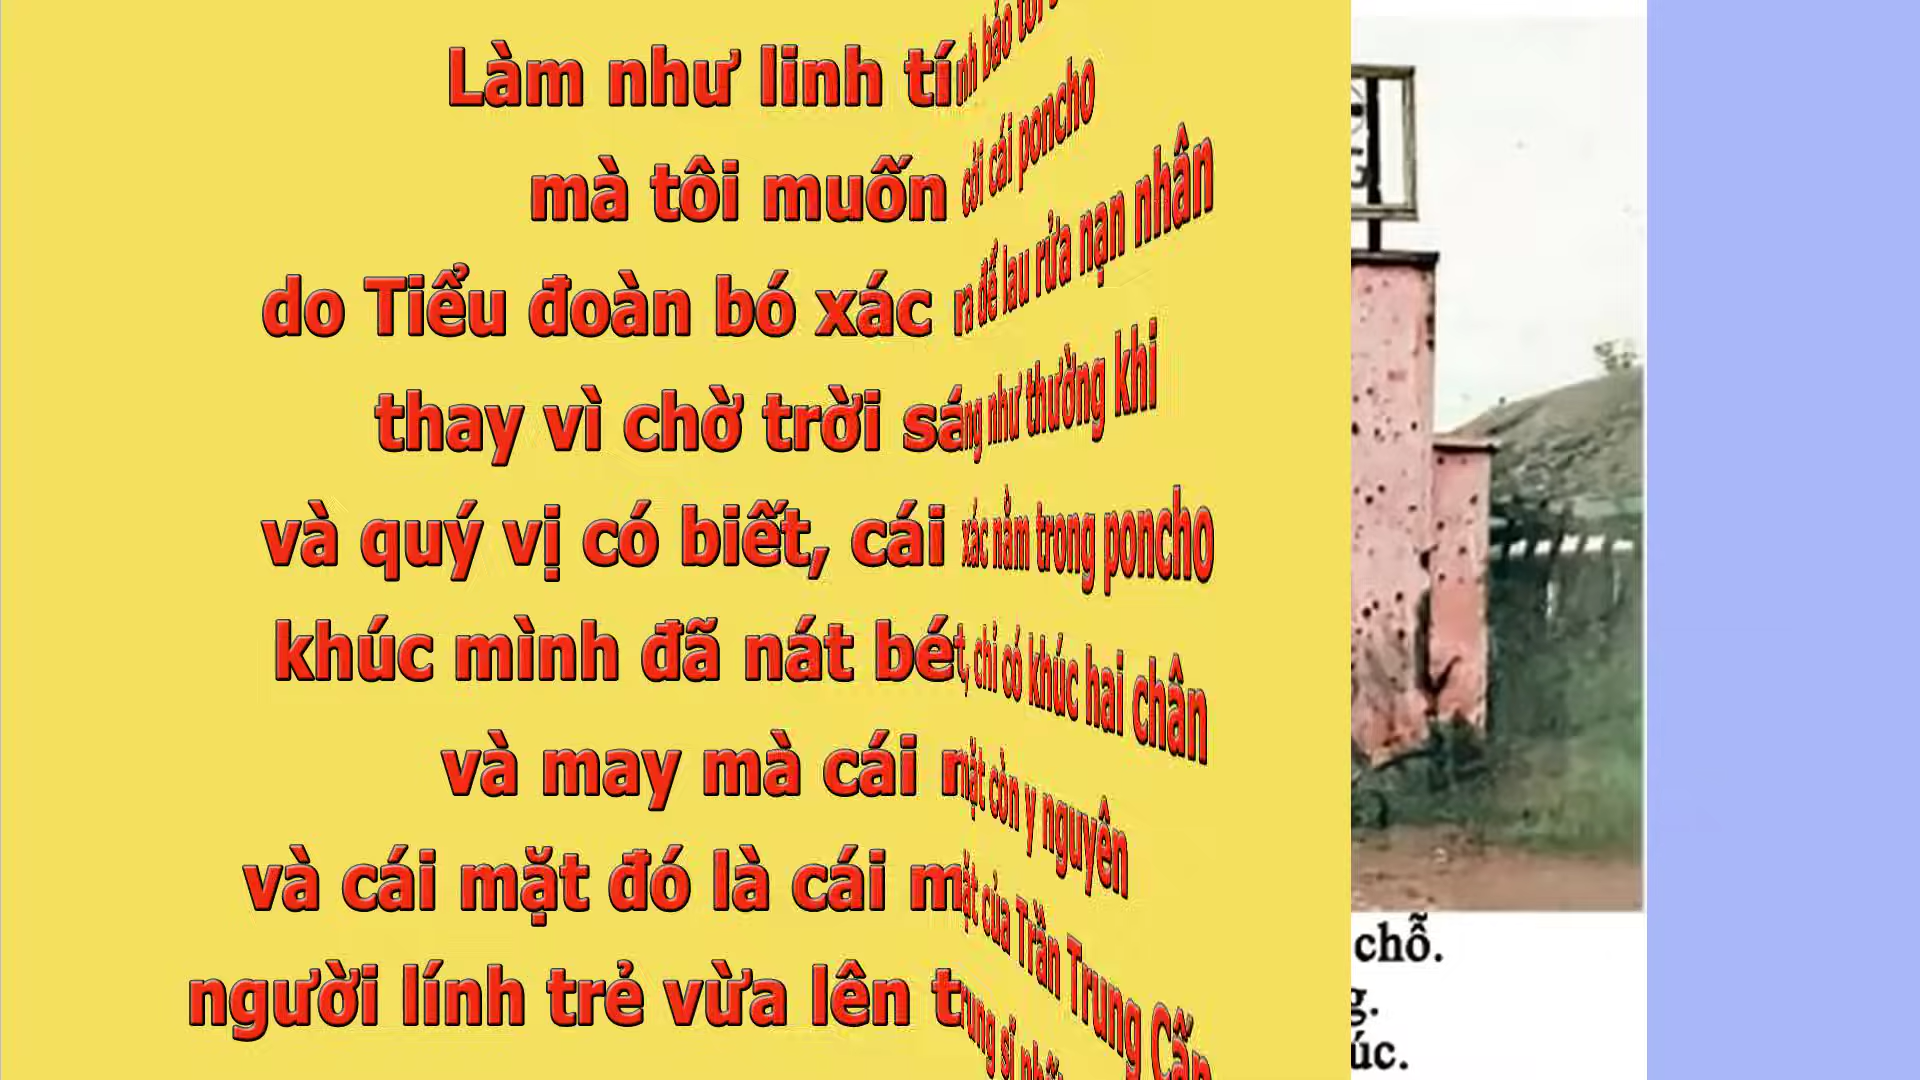 Làm như linh tính bảo tôi
mà tôi muốn cởi cái poncho
do Tiểu đoàn bó xác ra để lau rửa nạn nhân
thay vì chờ trời sáng như thường khi
và quý vị có biết, cái xác nằm trong poncho
khúc mình đã nát bét, chỉ có khúc hai chân
và may mà cái mặt còn y nguyên
và cái mặt đó là cái mặt của Trần Trung Cấn
người lính trẻ vừa lên trung sĩ
chỗ.
g.
úc.